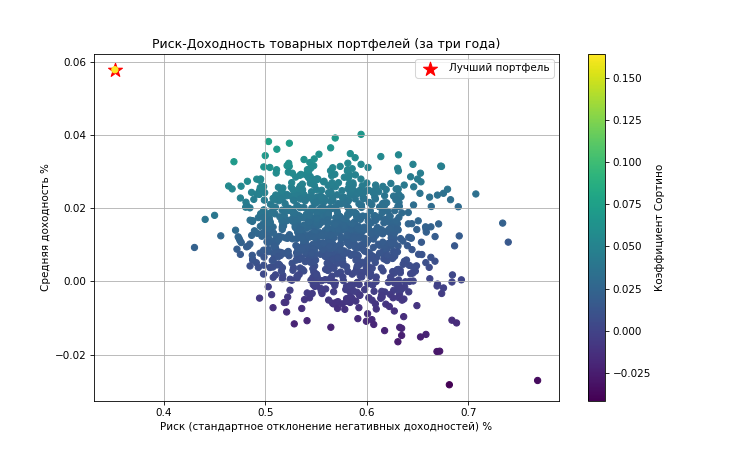 Риск-Доходность товарных портфелей (за три года)
Лучший портфель
Средняя доходность %
0.06
0.04
0.02
0.00
−0.02
0.4 0.5 0.6 0.7
Риск (стандартное отклонение негативных доходностей) %
0.150
0.125
0.100
0.075
0.050
0.025
0.000
−0.025
Коэффициент Сортино